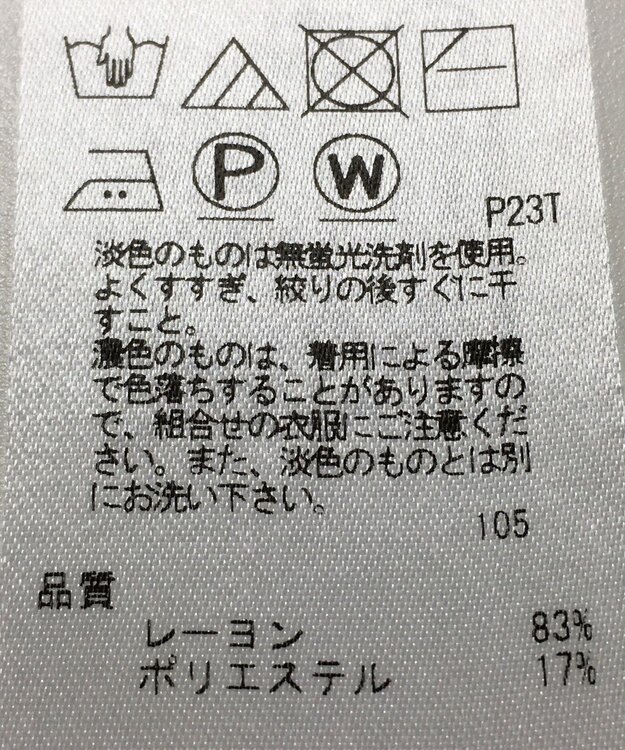 P W
P23T
淡色のものは無蛍光洗剤を使用。
よくすすぎ、絞りの後すぐに干
すこと。
濃色のものは、着用による摩擦
で色落ちすることがありますの
で、組合せの衣服にご注意くだ
さい。また、淡色のものとは別
にお洗い下さい。
105
品質
レーヨン 83%
ポリエステル 17%